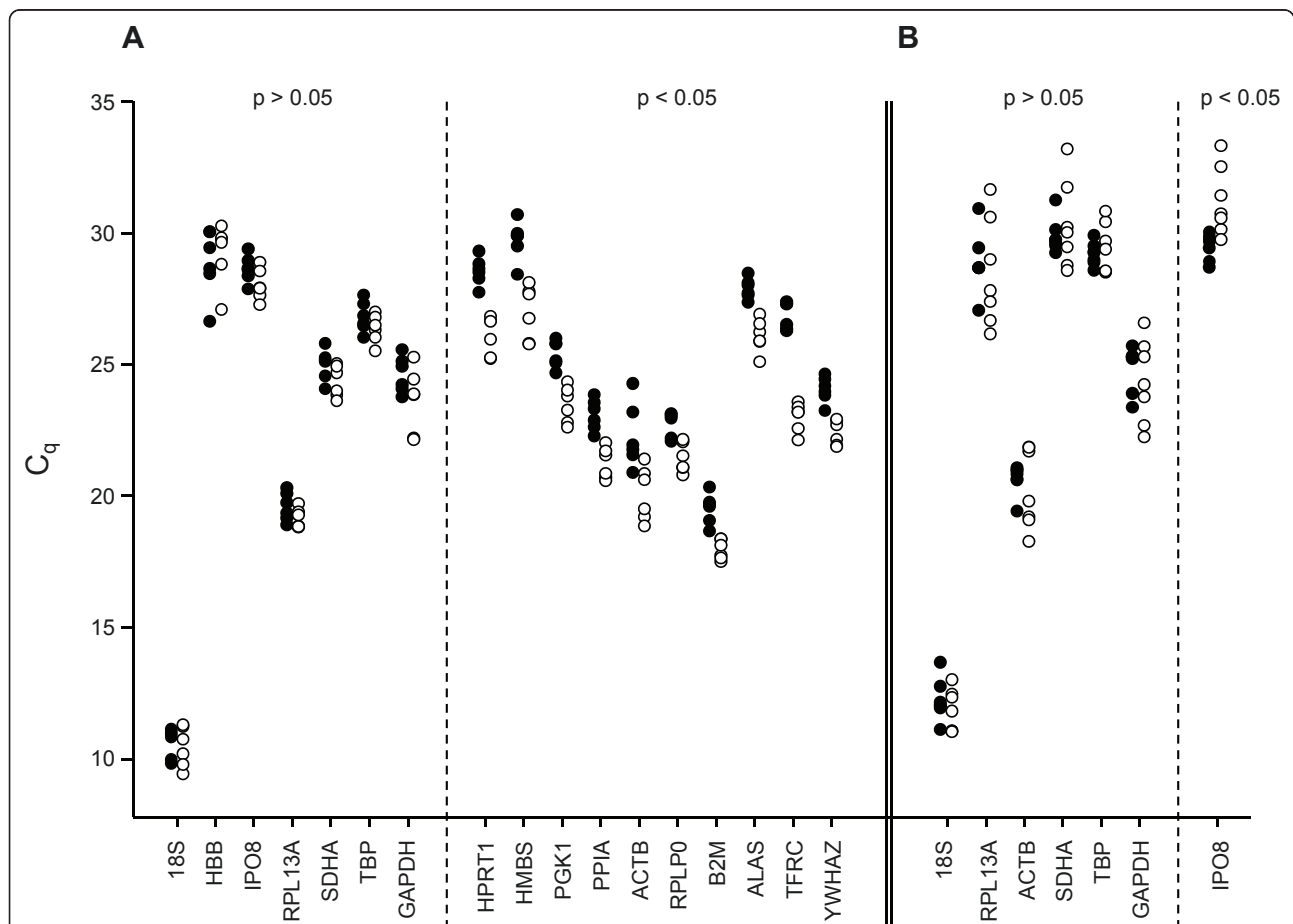 A B
p > 0.05 p < 0.05 p > 0.05 p < 0.05
35
30
25
20
15
10
Cq
18S
HBB
IPO8
RPL13A
SDHA
TBP
GAPDH
HPRT1
HMBS
PGK1
PPIA
ACTB
RPLP0
B2M
ALAS
TFRC
YWHAZ
18S
RPL13A
ACTB
SDHA
TBP
GAPDH
IPO8